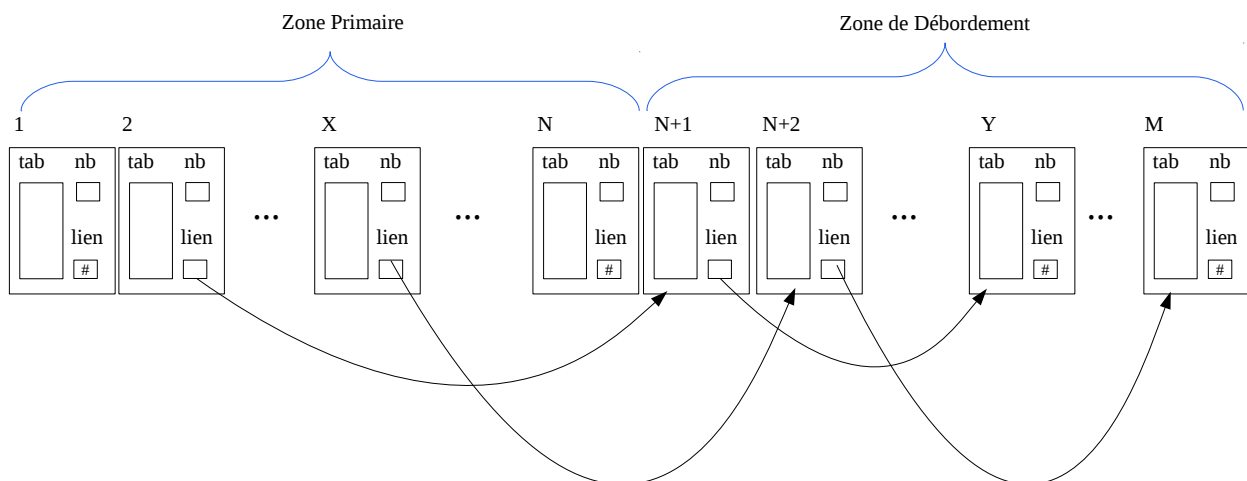 Zone Primaire Zone de Débordement
1 2 X N N+1 N+2 Y M
tab nb tab nb tab nb tab nb tab nb tab nb tab nb tab nb
... ... ... ...
lien lien lien lien lien lien lien lien
# # # #